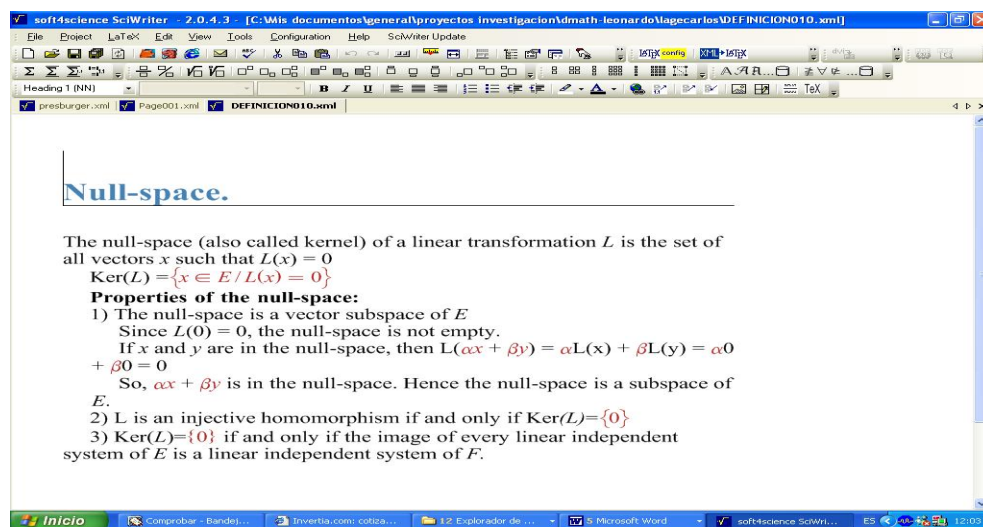 soft4science SciWriter - 2.0.4.3 - [C:\Mis documentos\general\proyectos investigacion\dmath-leonardo\lagecarlos\DEFINICION010.xml]
File Project LaTeX Edit View Tools Configuration Help SciWriter Update
LATEX config XML▸LATEX
Heading 1 (NN) B I U TeX
presburger.xml Page001.xml DEFINICION010.xml
Null-space.
The null-space (also called kernel) of a linear transformation L is the set of
all vectors x such that L(x) = 0
Ker(L) ={x ∈ E / L(x) = 0}
Properties of the null-space:
1) The null-space is a vector subspace of E
Since L(0) = 0, the null-space is not empty.
If x and y are in the null-space, then L(αx + βy) = αL(x) + βL(y) = α0
+ β0 = 0
So, αx + βy is in the null-space. Hence the null-space is a subspace of
E.
2) L is an injective homomorphism if and only if Ker(L)={0}
3) Ker(L)={0} if and only if the image of every linear independent
system of E is a linear independent system of F.
Inicio Comprobar - Bandej... Invertia.com: cotiza... 12 Explorador de ... 5 Microsoft Word soft4science SciWri... ES 12:03